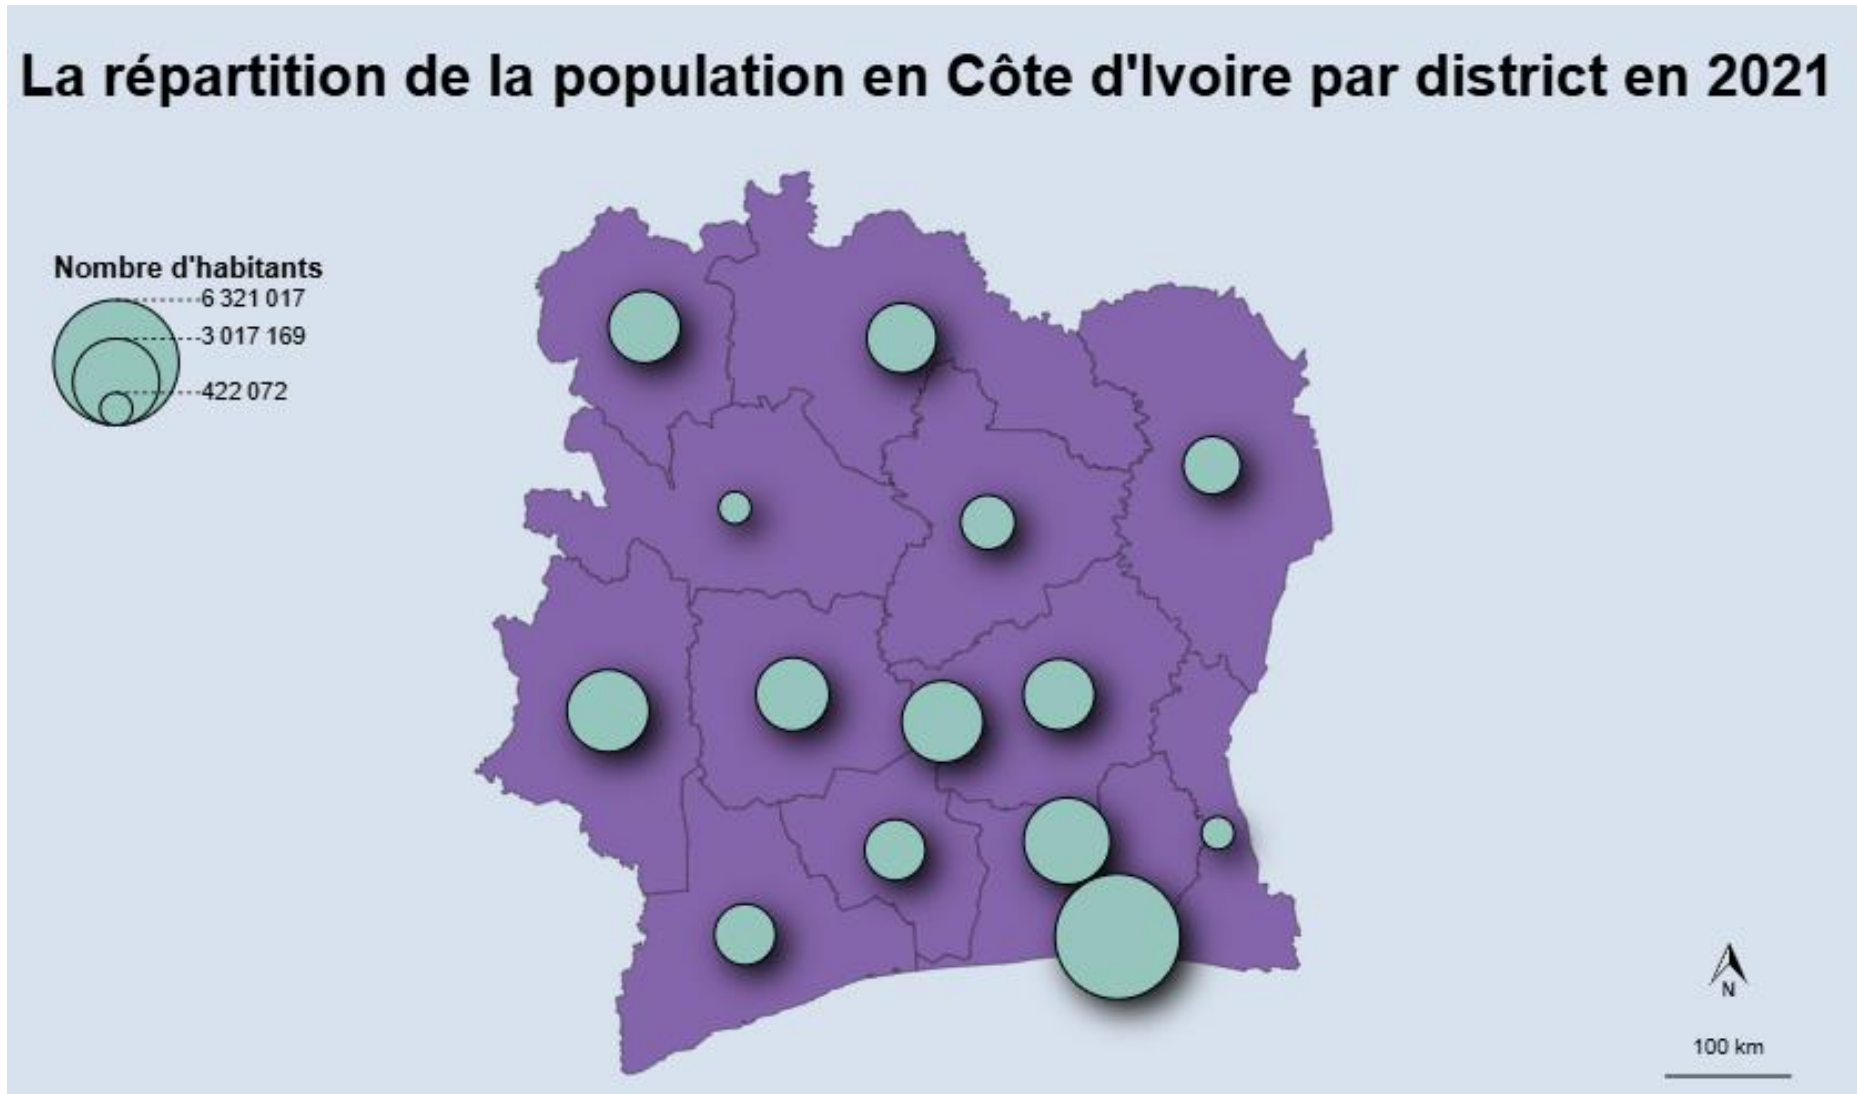 La répartition de la population en Côte d'Ivoire par district en 2021
Nombre d'habitants
6 321 017
3 017 169
422 072
N
100 km